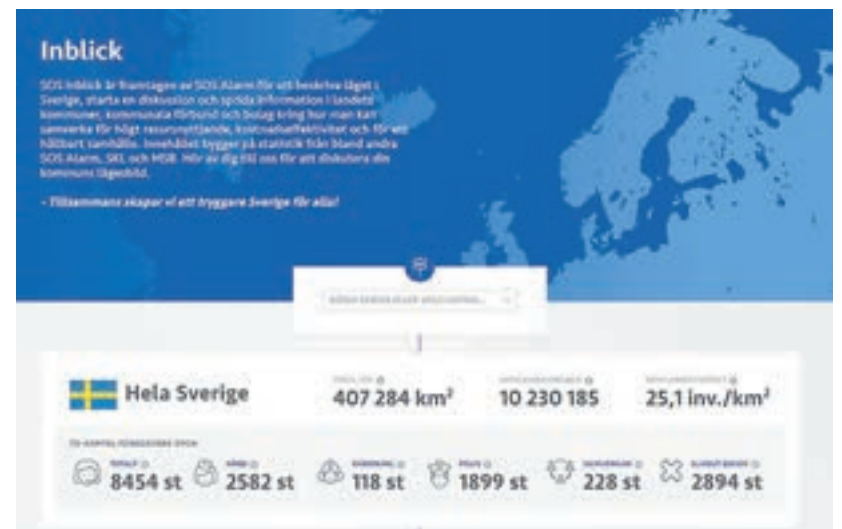 Inblick
SOS Inblick är framtagen av SOS Alarm för att beskriva läget i
Sverige, starta en diskussion och sprida information i landets
kommuner, kommunala förbund och bolag kring hur man kan
samverka för högt resursnyttjande, kostnadseffektivitet och för ett
hållbart samhälle. Innehållet bygger på statistik från bland andra
SOS Alarm, SKL och MSB. Hör av dig till oss för att diskutera din
kommuns lägesbild.
- Tillsammans skapar vi ett tryggare Sverige för alla!
Hela Sverige
407 284 km²
10 230 185
25,1 inv./km²
TOTALT
8454 st
2582 st
118 st
POLIS
1899 st
228 st
2894 st